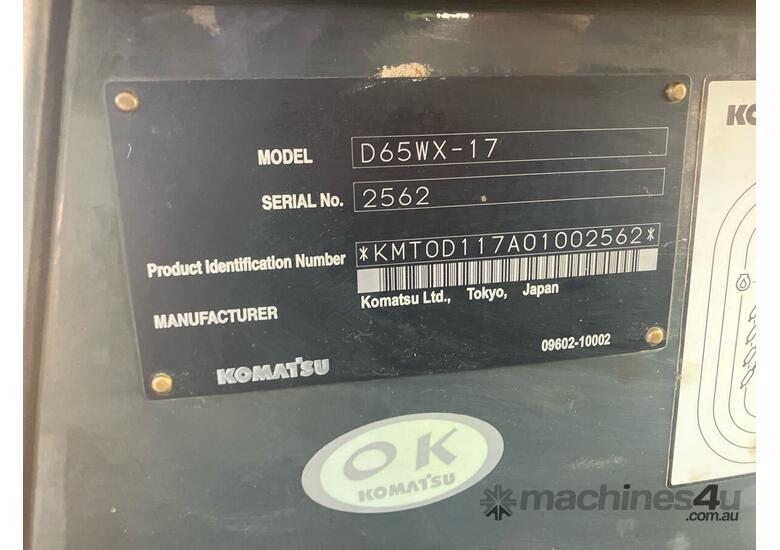 MODEL D65WX-17
SERIAL No. 2562
Product Identification Number *KMT0D117A01002562*
MANUFACTURER Komatsu Ltd., Tokyo, Japan
KOMATSU 09602-10002
OK
KOMATSU
KO
machines4u
.com.au